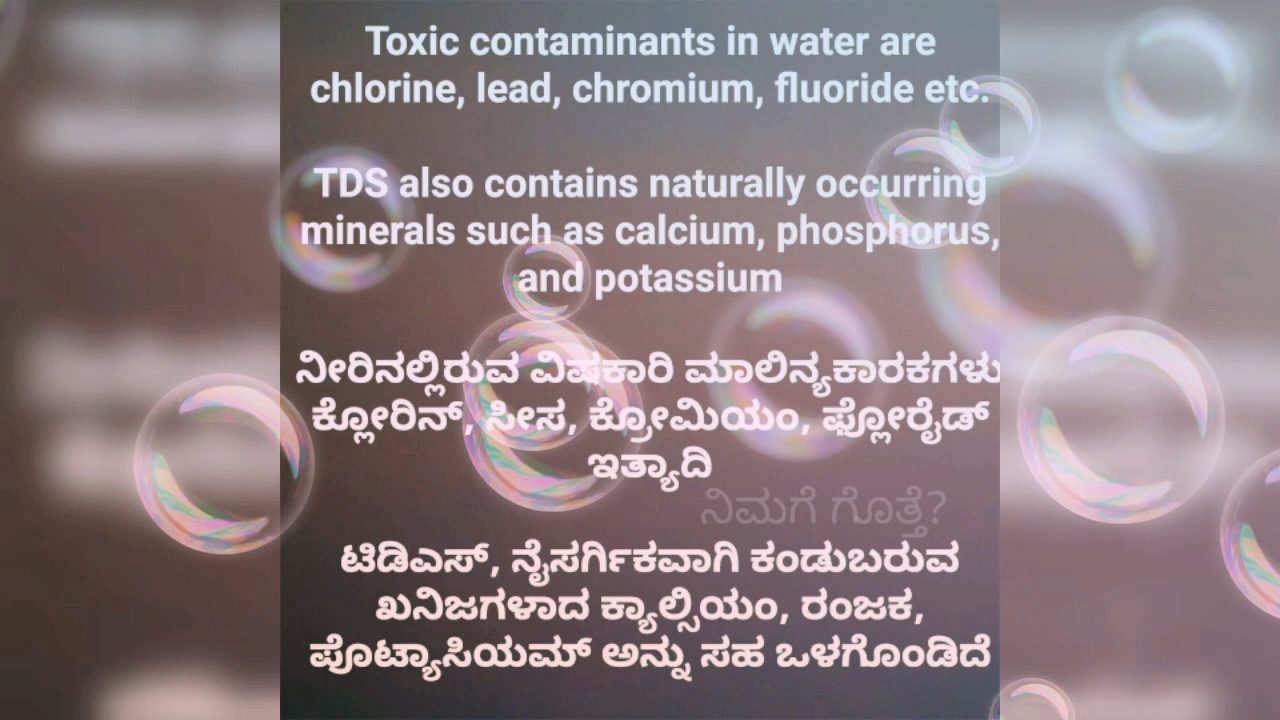 Toxic contaminants in water are
chlorine, lead, chromium, fluoride etc.
TDS also contains naturally occurring
minerals such as calcium, phosphorus,
and potassium
ನೀರಿನಲ್ಲಿರುವ ವಿಷಕಾರಿ ಮಾಲಿನ್ಯಕಾರಕಗಳು
ಕ್ಲೋರಿನ್, ಸೀಸ, ಕ್ರೋಮಿಯಂ, ಫ್ಲೋರೈಡ್
ಇತ್ಯಾದಿ
ನಿಮಗೆ ಗೊತ್ತೆ?
ಟಿಡಿಎಸ್, ನೈಸರ್ಗಿಕವಾಗಿ ಕಂಡುಬರುವ
ಖನಿಜಗಳಾದ ಕ್ಯಾಲ್ಸಿಯಂ, ರಂಜಕ,
ಪೊಟ್ಯಾಸಿಯಮ್ ಅನ್ನು ಸಹ ಒಳಗೊಂಡಿದೆ